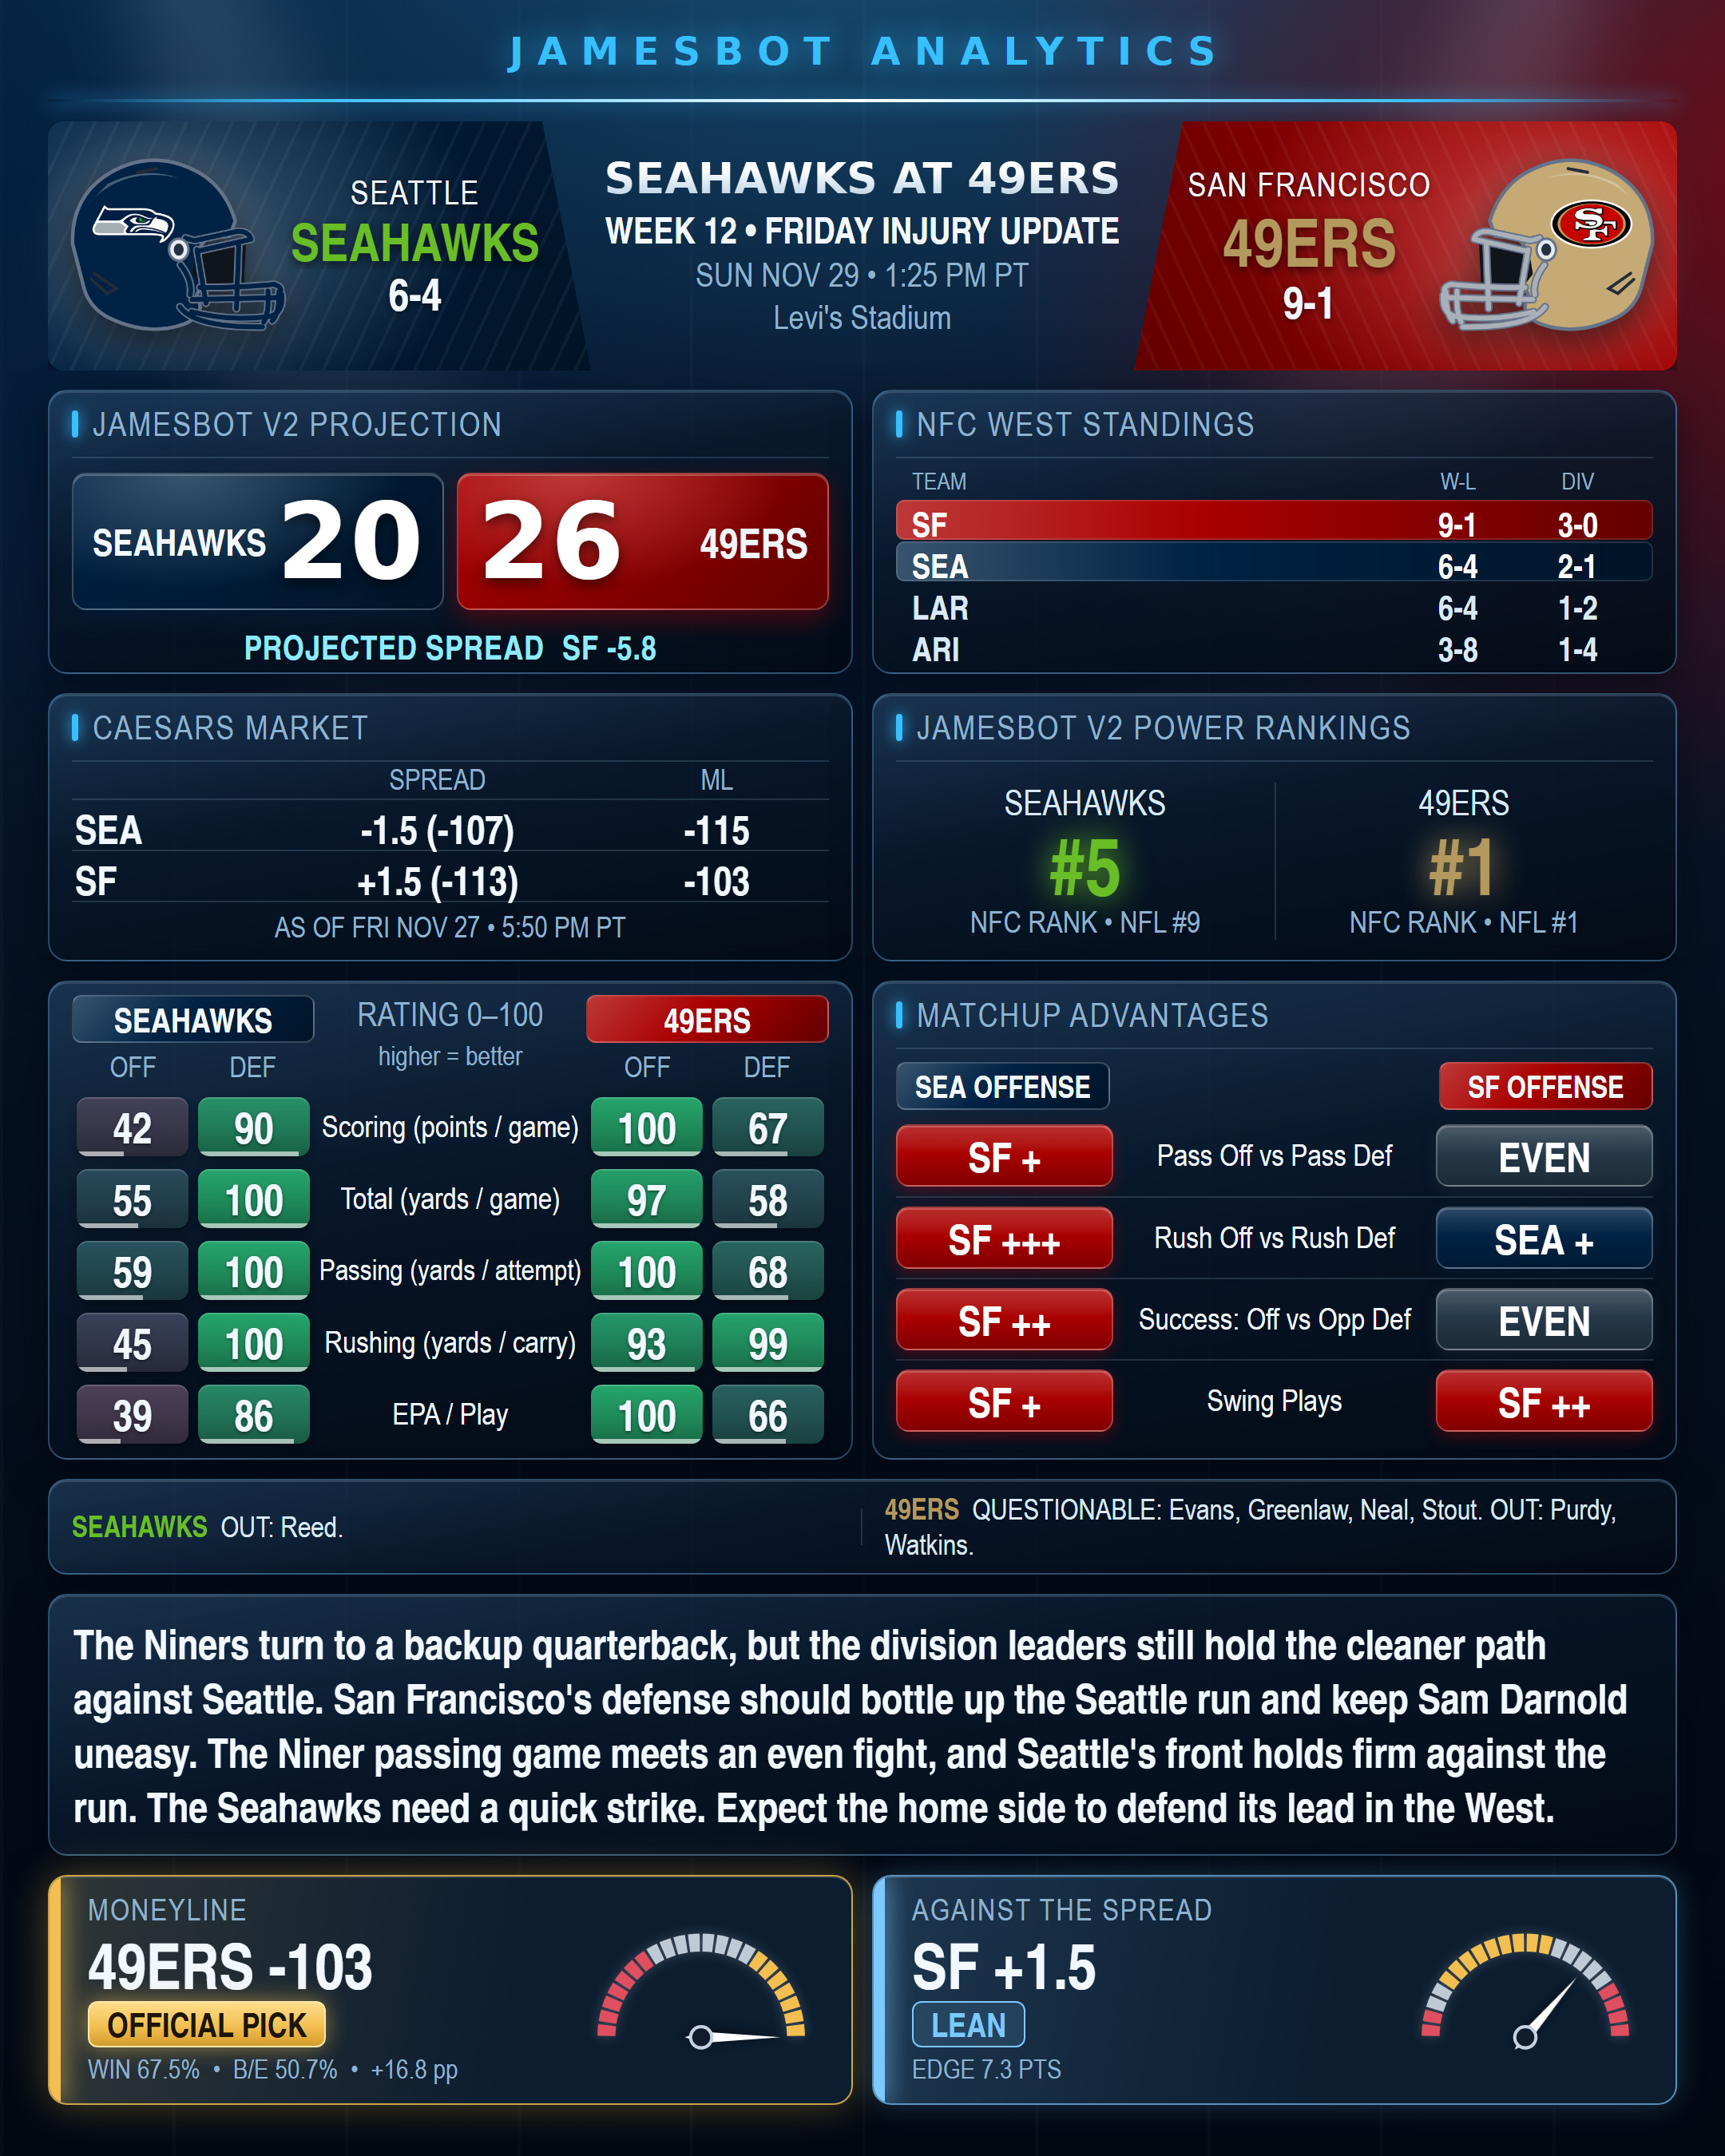 JAMESBOT ANALYTICS
SEATTLE
SEAHAWKS
6-4
SEAHAWKS AT 49ERS
WEEK 12 • FRIDAY INJURY UPDATE
SUN NOV 29 • 1:25 PM PT
Levi's Stadium
SAN FRANCISCO
49ERS
9-1
SF
JAMESBOT V2 PROJECTION
SEAHAWKS 20
26 49ERS
PROJECTED SPREAD SF -5.8
NFC WEST STANDINGS
TEAM W-L DIV
SF 9-1 3-0
SEA 6-4 2-1
LAR 6-4 1-2
ARI 3-8 1-4
CAESARS MARKET
SPREAD ML
SEA -1.5 (-107) -115
SF +1.5 (-113) -103
AS OF FRI NOV 27 • 5:50 PM PT
JAMESBOT V2 POWER RANKINGS
SEAHAWKS
#5
NFC RANK • NFL #9
49ERS
#1
NFC RANK • NFL #1
SEAHAWKS RATING 0–100 49ERS
OFF DEF higher = better OFF DEF
42 90 Scoring (points / game) 100 67
55 100 Total (yards / game) 97 58
59 100 Passing (yards / attempt) 100 68
45 100 Rushing (yards / carry) 93 99
39 86 EPA / Play 100 66
MATCHUP ADVANTAGES
SEA OFFENSE SF OFFENSE
SF + Pass Off vs Pass Def EVEN
SF +++ Rush Off vs Rush Def SEA +
SF ++ Success: Off vs Opp Def EVEN
SF + Swing Plays SF ++
SEAHAWKS OUT: Reed.
49ERS QUESTIONABLE: Evans, Greenlaw, Neal, Stout. OUT: Purdy,
Watkins.
The Niners turn to a backup quarterback, but the division leaders still hold the cleaner path
against Seattle. San Francisco's defense should bottle up the Seattle run and keep Sam Darnold
uneasy. The Niner passing game meets an even fight, and Seattle's front holds firm against the
run. The Seahawks need a quick strike. Expect the home side to defend its lead in the West.
MONEYLINE
49ERS -103
OFFICIAL PICK
WIN 67.5% • B/E 50.7% • +16.8 pp
AGAINST THE SPREAD
SF +1.5
LEAN
EDGE 7.3 PTS